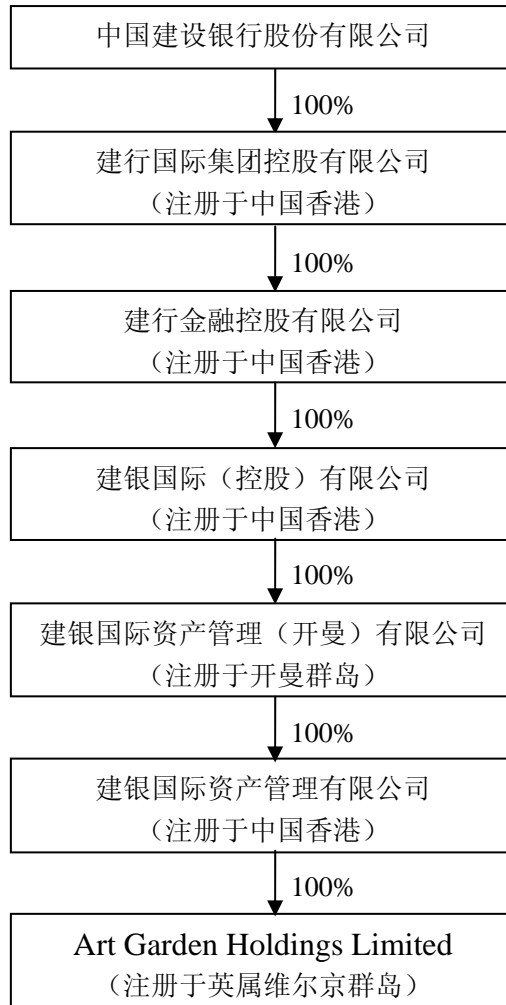 中国建设银行股份有限公司
100%
建行国际集团控股有限公司
（注册于中国香港）
100%
建行金融控股有限公司
（注册于中国香港）
100%
建银国际（控股）有限公司
（注册于中国香港）
100%
建银国际资产管理（开曼）有限公司
（注册于开曼群岛）
100%
建银国际资产管理有限公司
（注册于中国香港）
100%
Art Garden Holdings Limited
（注册于英属维尔京群岛）